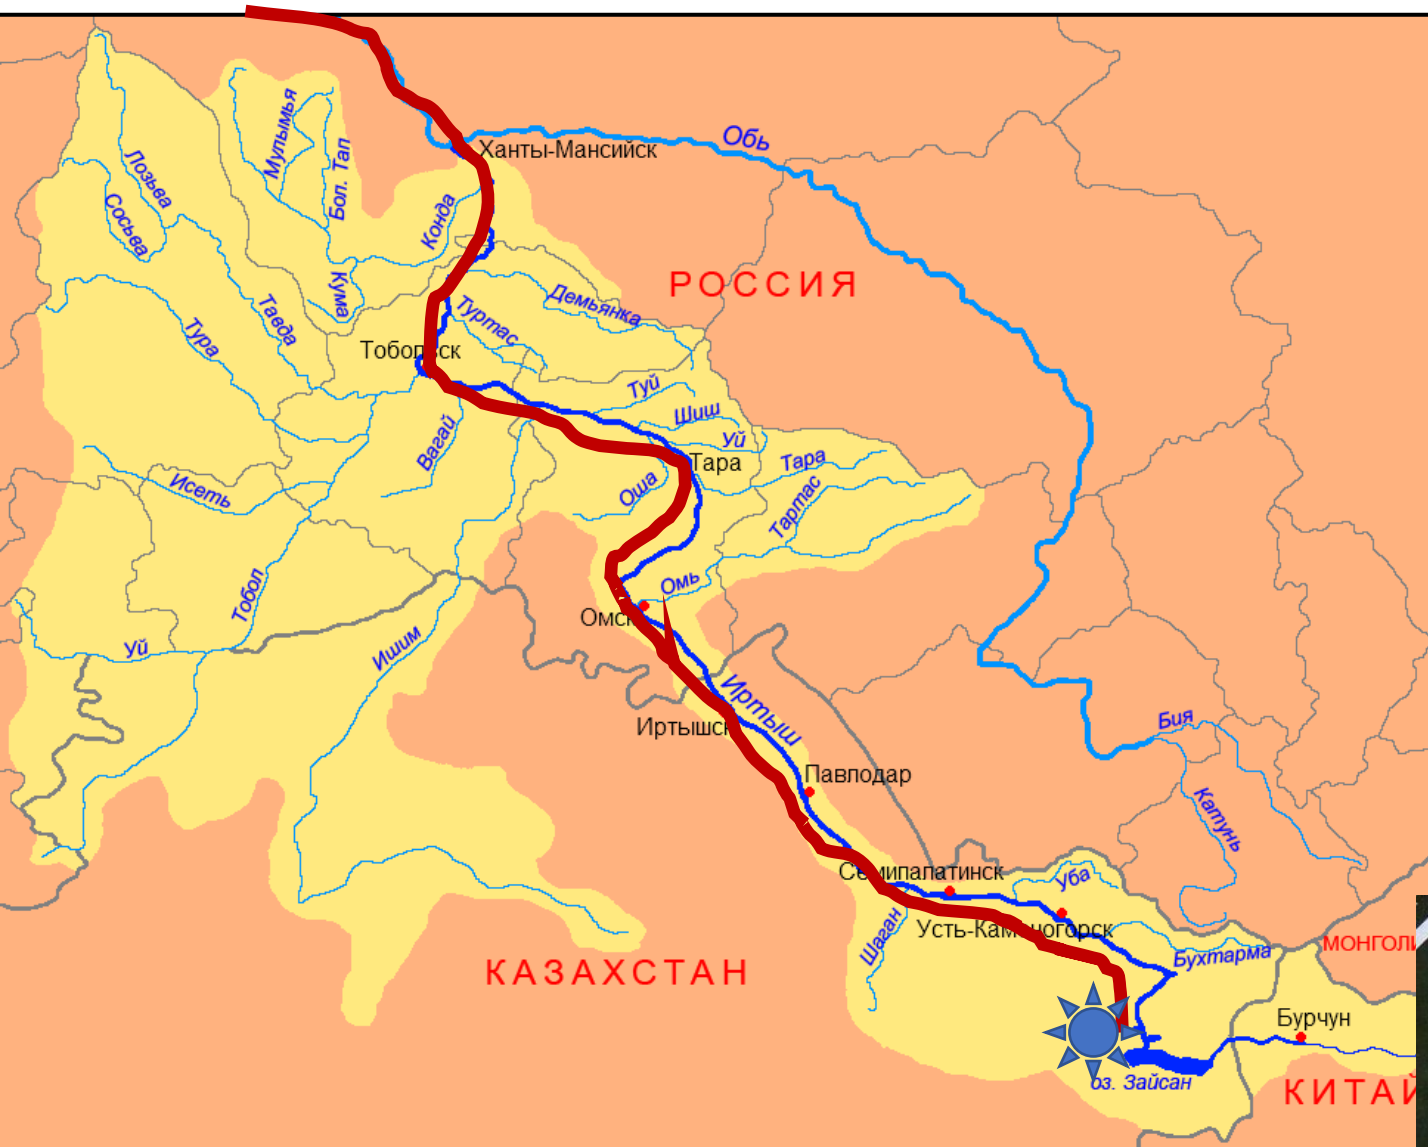 Обь
Ханты-Мансийск
Мулымья
Бол. Тап
Лозьва
Сосьва
Конда
РОССИЯ
Кума
Демьянка
Тавда
Тура
Туртас
Тобольск
Туй
Шиш
Уй
Вагай
Тара
Тара
Исеть
Оша
Тартас
Омь
Тобол
Омск
Уй
Ишим
Иртыш
Иртышск
Бия
Павлодар
Катунь
Семипалатинск
Уба
Шаган
Усть-Каменогорск
МОНГОЛИ
Бухтарма
КАЗАХСТАН
Бурчун
оз. Зайсан
КИТАЙ